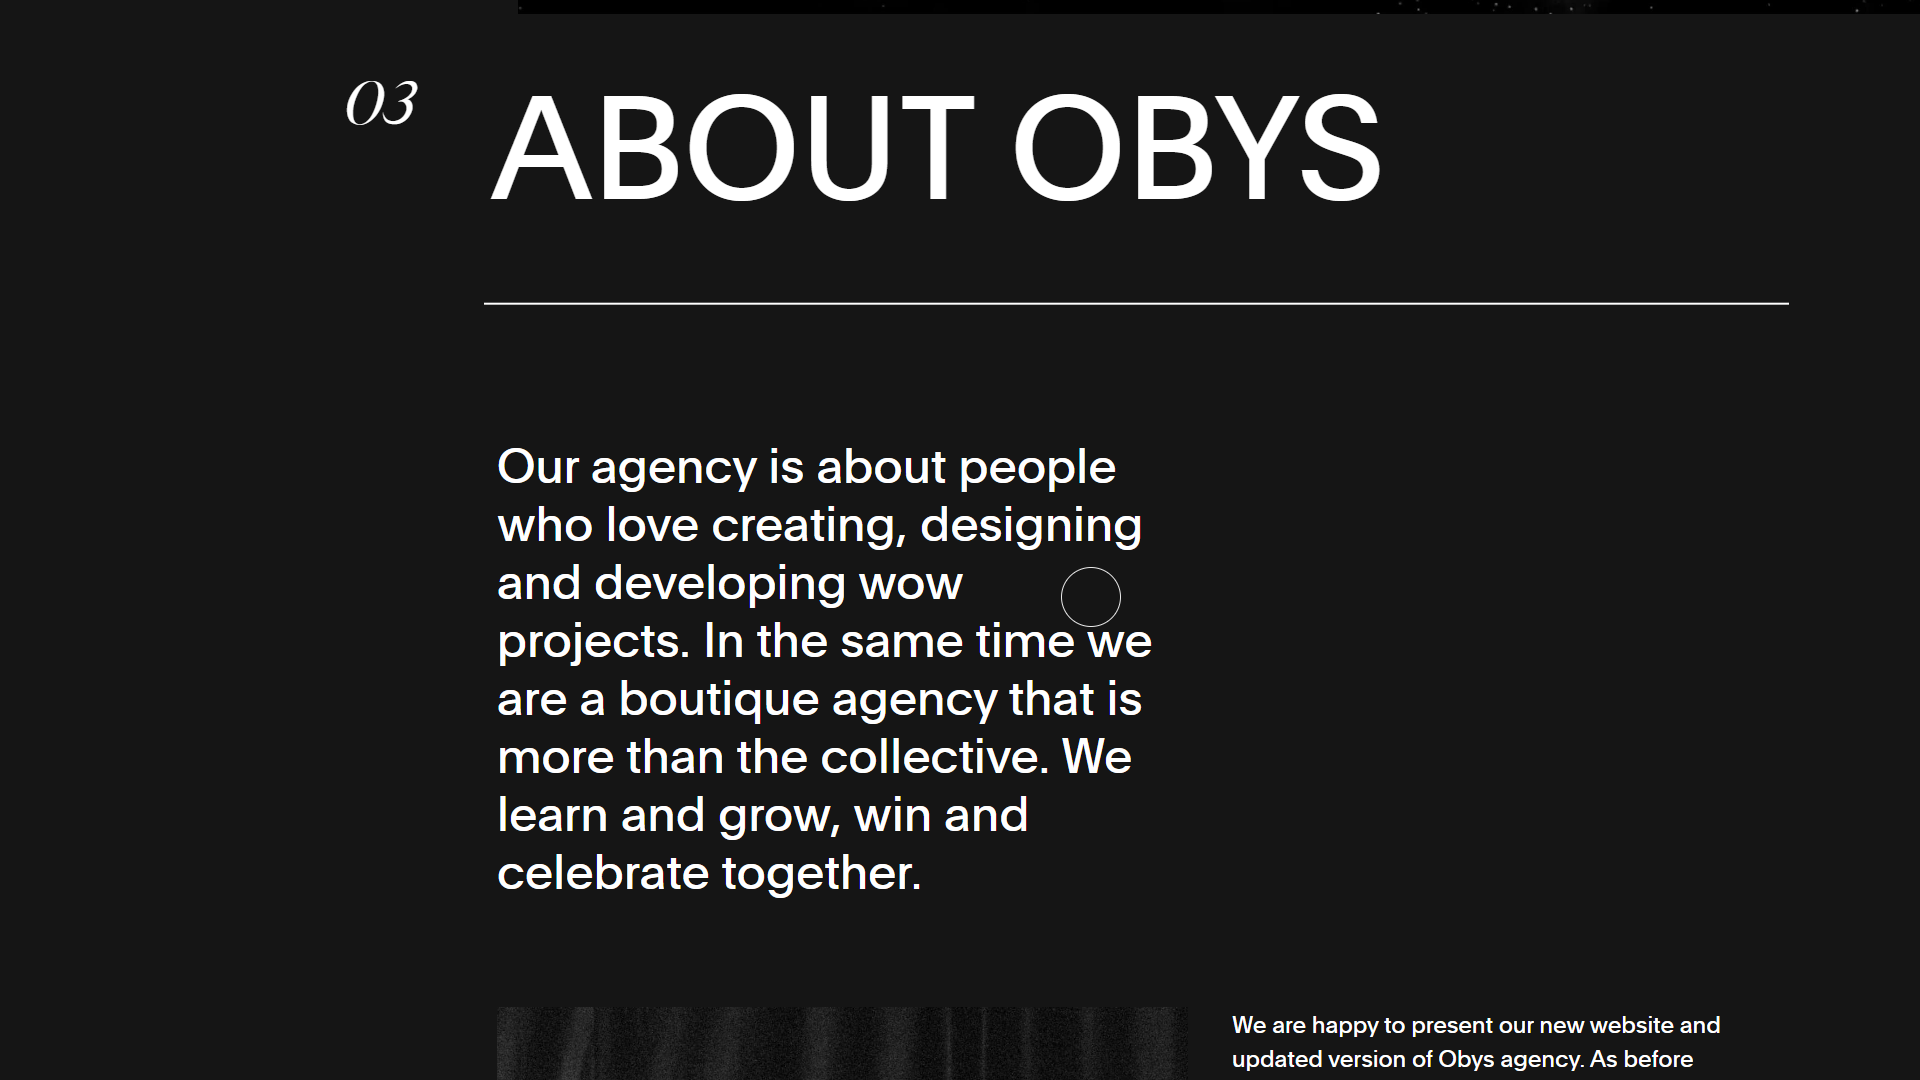 03
ABOUT OBYS
Our agency is about people
who love creating, designing
and developing wow
projects. In the same time we
are a boutique agency that is
more than the collective. We
learn and grow, win and
celebrate together.
We are happy to present our new website and
updated version of Obys agency. As before